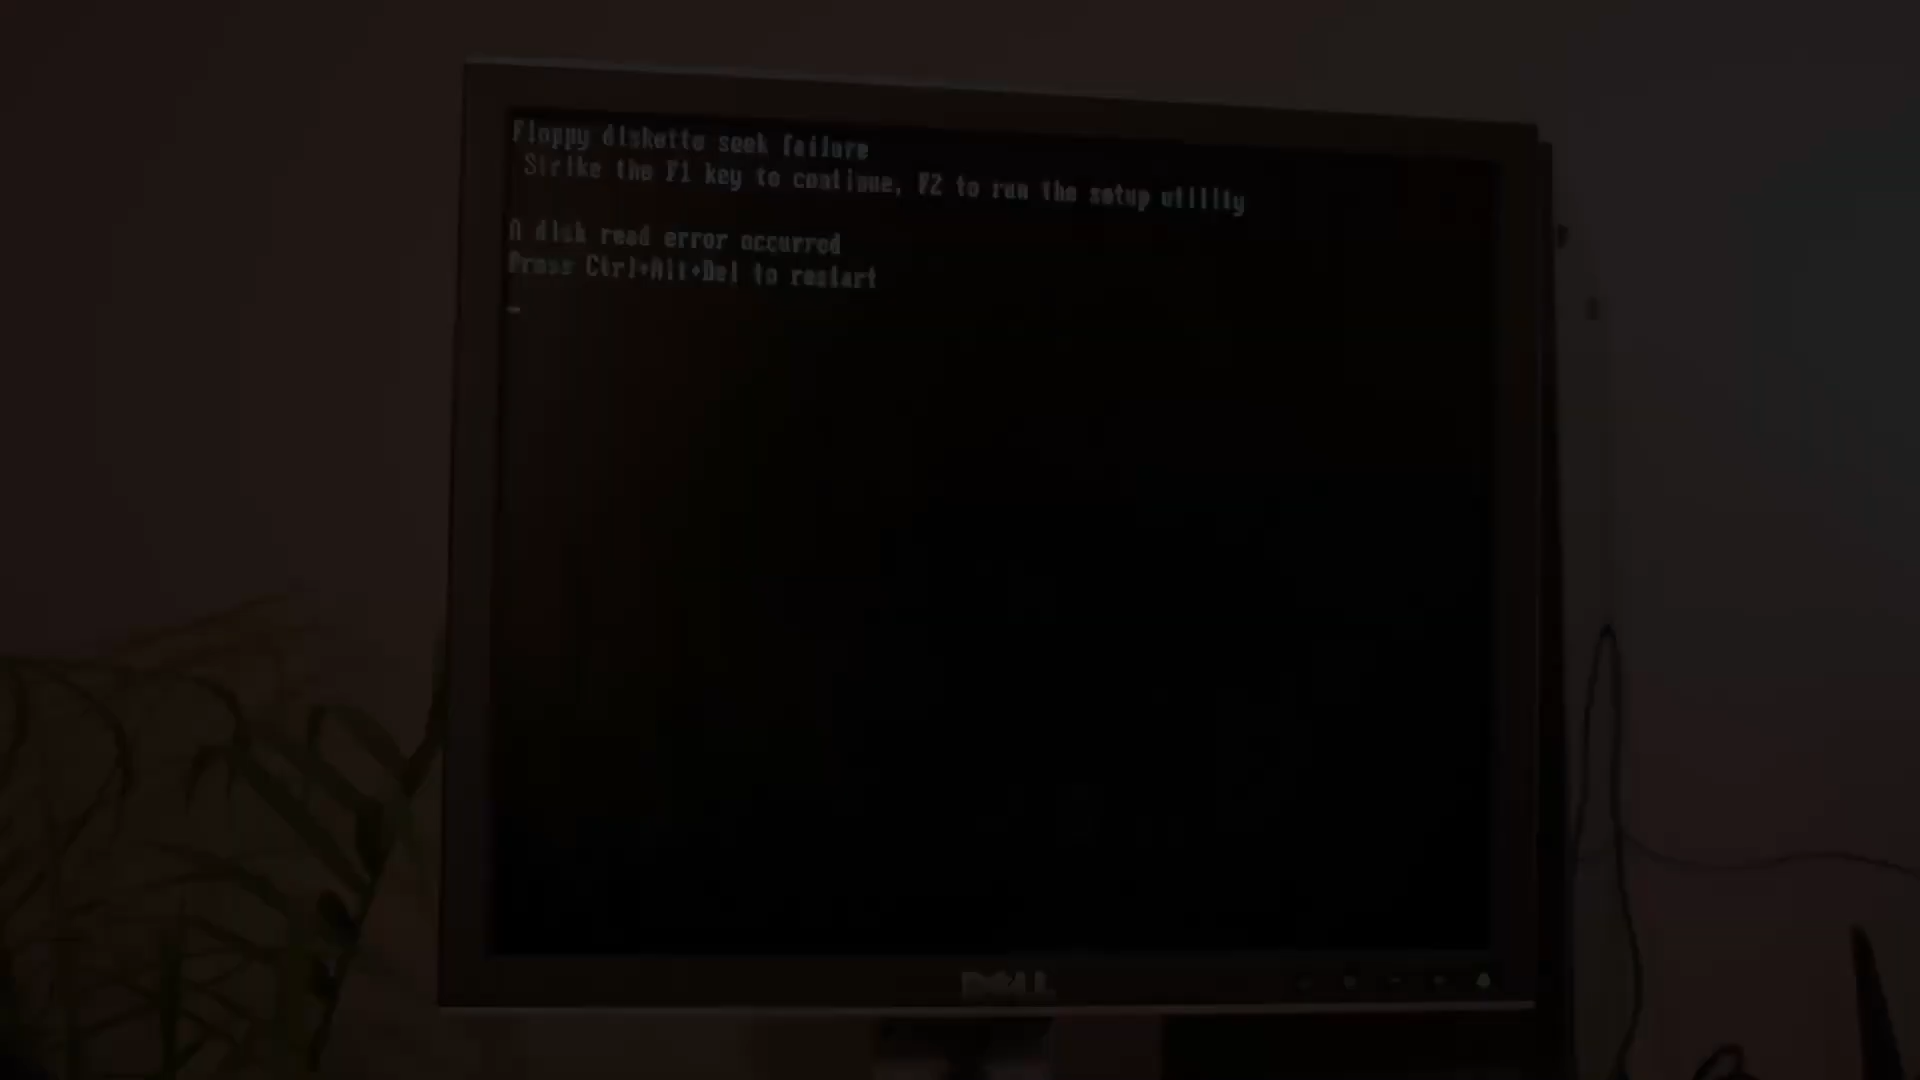 Floppy diskette seek failure
Strike the F1 key to continue, F2 to run the setup utility
A disk read error occurred
Press Ctrl+Alt+Del to restart
DELL